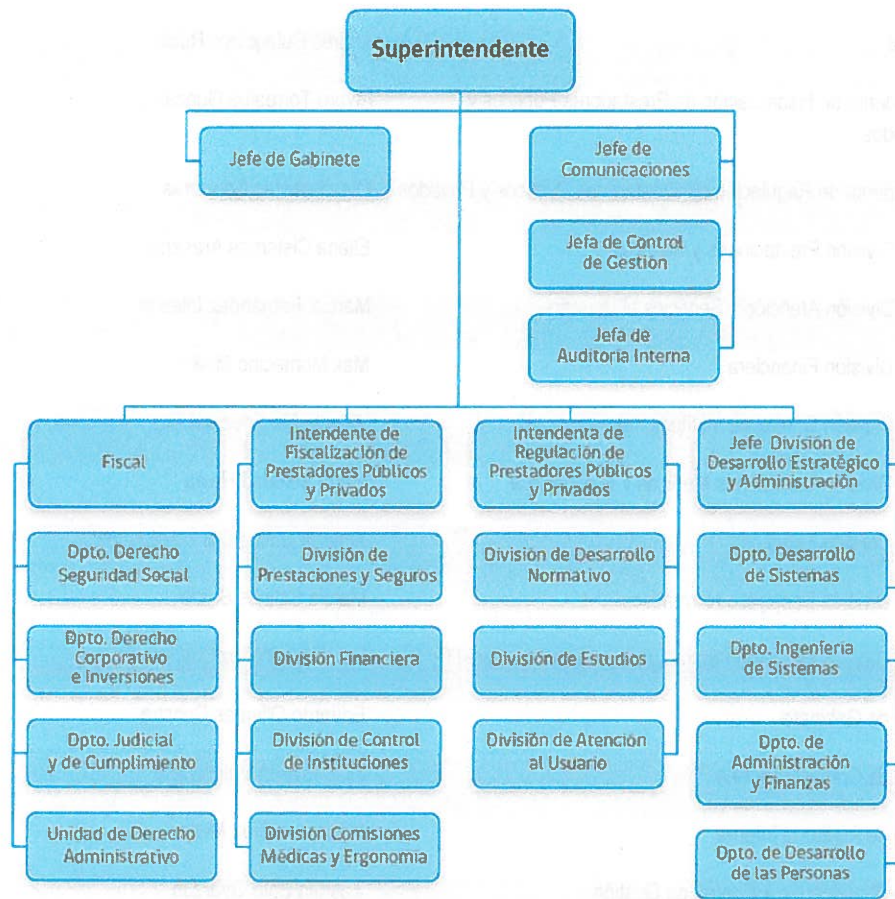 Superintendente
Jefe de Gabinete
Jefe de
Comunicaciones
Jefa de Control
de Gestión
Jefa de
Auditoria Interna
Fiscal
Intendente de
Fiscalización de
Prestadores Públicos
y Privados
Intendenta de
Regulación de
Prestadores Públicos
y Privados
Jefe División de
Desarrollo Estratégico
y Administración
Dpto. Derecho
Seguridad Social
División de
Prestaciones y Seguros
División de Desarrollo
Normativo
Dpto. Desarrollo
de Sistemas
Dpto. Derecho
Corporativo
e Inversiones
División Financiera
División de Estudios
Dpto. Ingeniería
de Sistemas
Dpto. Judicial
y de Cumplimiento
División de Control
de Instituciones
División de Atención
al Usuario
Dpto. de
Administración
y Finanzas
Unidad de Derecho
Administrativo
División Comisiones
Médicas y Ergonomia
Dpto. de Desarrollo
de las Personas